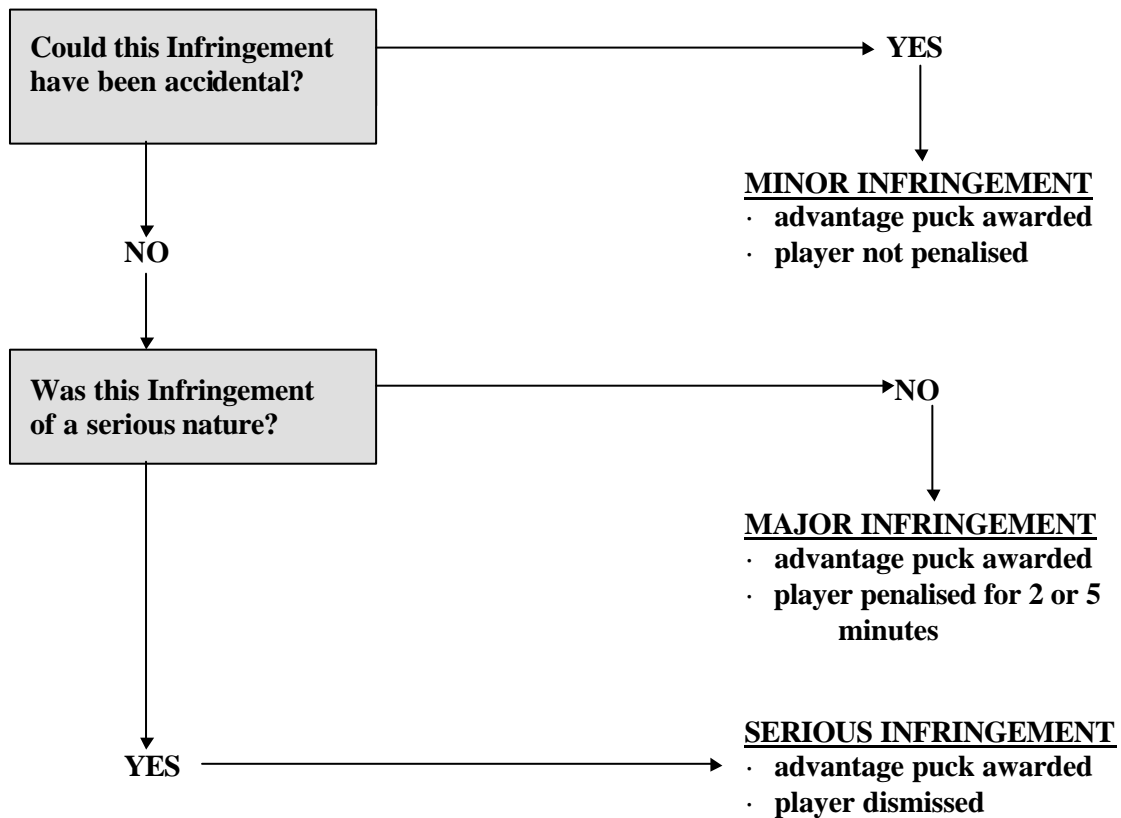 Could this Infringement
have been accidental?
YES
MINOR INFRINGEMENT
· advantage puck awarded
· player not penalised
NO
Was this Infringement
of a serious nature?
NO
MAJOR INFRINGEMENT
· advantage puck awarded
· player penalised for 2 or 5
minutes
YES
SERIOUS INFRINGEMENT
· advantage puck awarded
· player dismissed